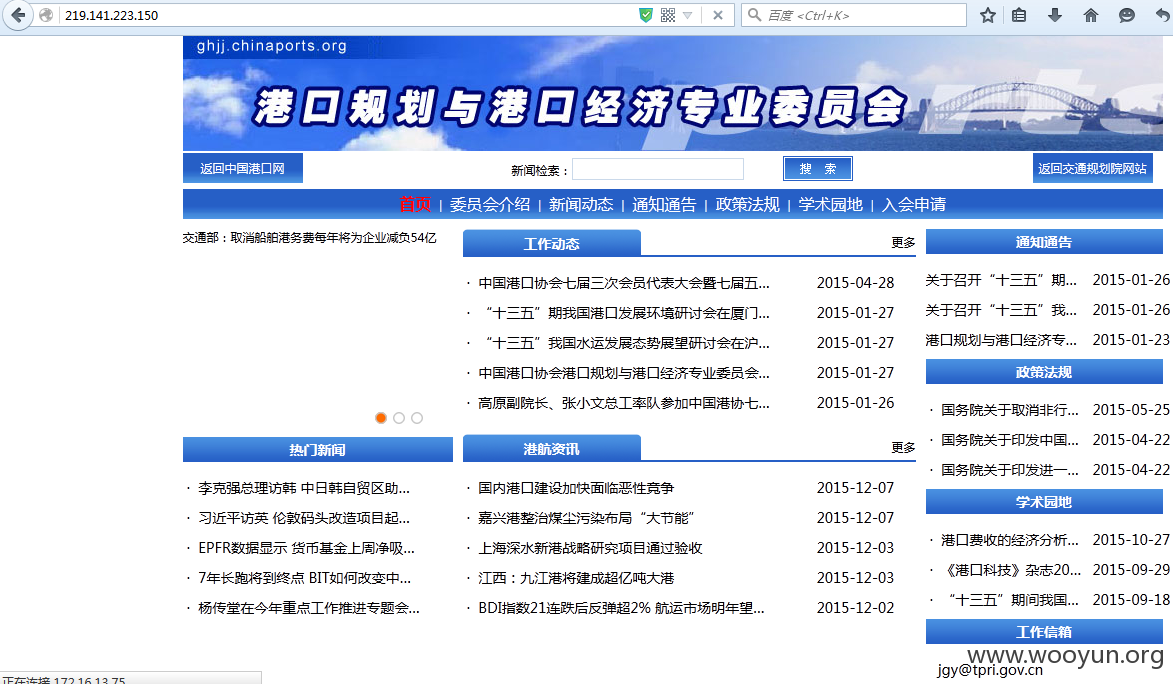 219.141.223.150
百度 <Ctrl+K>
ghjj.chinaports.org
港口规划与港口经济专业委员会
ports
返回中国港口网
新闻检索：
搜 索
返回交通规划院网站
首页 | 委员会介绍 | 新闻动态 | 通知通告 | 政策法规 | 学术园地 | 入会申请
交通部：取消船舶港务费每年将为企业减负54亿
工作动态 更多
· 中国港口协会七届三次会员代表大会暨七届五... 2015-04-28
· “十三五”期我国港口发展环境研讨会在厦门... 2015-01-27
· “十三五”我国水运发展态势展望研讨会在沪... 2015-01-27
· 中国港口协会港口规划与港口经济专业委员会... 2015-01-27
· 高原副院长、张小文总工率队参加中国港协七... 2015-01-26
热门新闻
· 李克强总理访韩 中日韩自贸区助...
· 习近平访英 伦敦码头改造项目起...
· EPFR数据显示 货币基金上周净吸...
· 7年长跑将到终点 BIT如何改变中...
· 杨传堂在今年重点工作推进专题会...
港航资讯 更多
· 国内港口建设加快面临恶性竞争 2015-12-07
· 嘉兴港整治煤尘污染布局“大节能” 2015-12-07
· 上海深水新港战略研究项目通过验收 2015-12-03
· 江西：九江港将建成超亿吨大港 2015-12-03
· BDI指数21连跌后反弹超2% 航运市场明年望... 2015-12-02
通知通告
关于召开“十三五”期... 2015-01-26
关于召开“十三五”我... 2015-01-26
港口规划与港口经济专... 2015-01-23
政策法规
· 国务院关于取消非行... 2015-05-25
· 国务院关于印发中国... 2015-04-22
· 国务院关于印发进一... 2015-04-22
学术园地
· 港口费收的经济分析... 2015-10-27
· 《港口科技》杂志20... 2015-09-29
· “十三五”期间我国... 2015-09-18
工作信箱
www.wooyun.org
jgy@tpri.gov.cn
正在连接 172.16.13.75